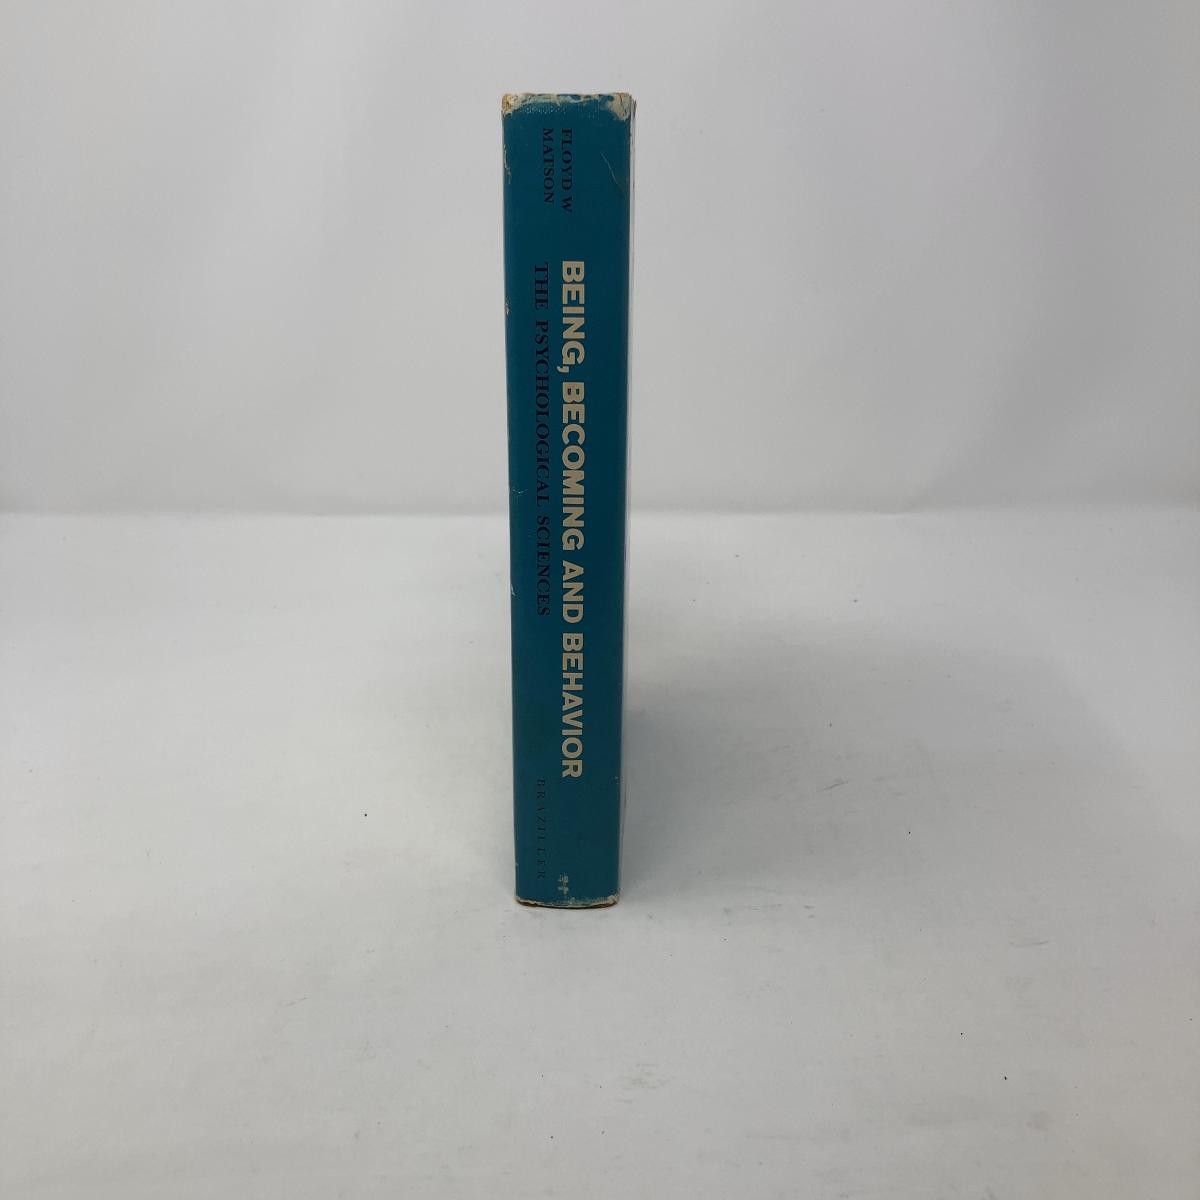 FLOYD W
MATSON
BEING, BECOMING AND BEHAVIOR
THE PSYCHOLOGICAL SCIENCES
BRAZILLER